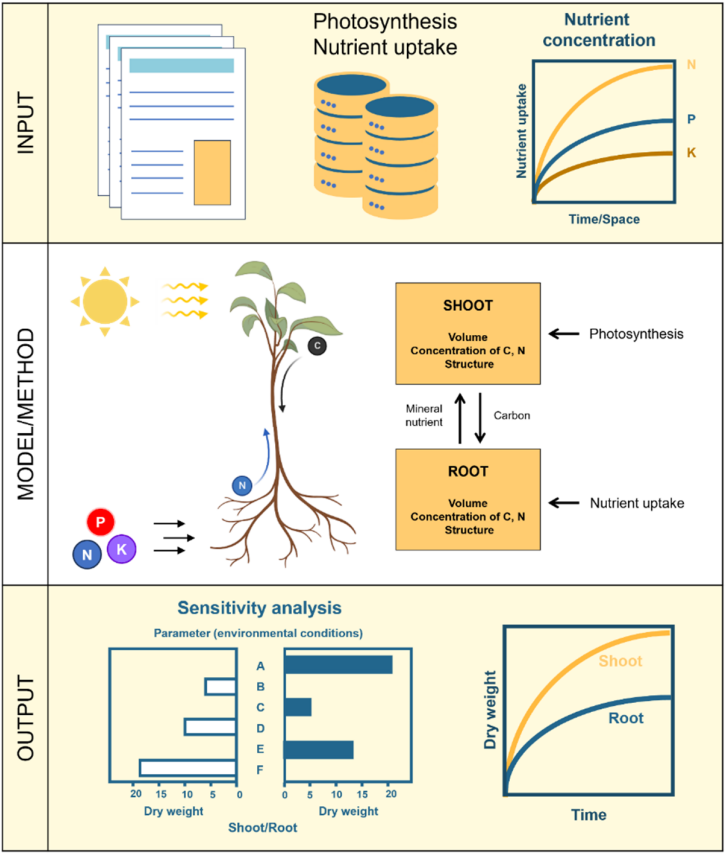 INPUT
Photosynthesis
Nutrient uptake
Nutrient
concentration
Nutrient uptake
N
P
K
Time/Space
MODEL/METHOD
C
N
P
N
K
SHOOT
Volume
Concentration of C, N
Structure
Photosynthesis
Mineral
nutrient
Carbon
ROOT
Volume
Concentration of C, N
Structure
Nutrient uptake
OUTPUT
Sensitivity analysis
Parameter (environmental conditions)
A
B
C
D
E
F
20 15 10 5 0
0 5 10 15 20
Dry weight
Dry weight
Shoot/Root
Dry weight
Shoot
Root
Time